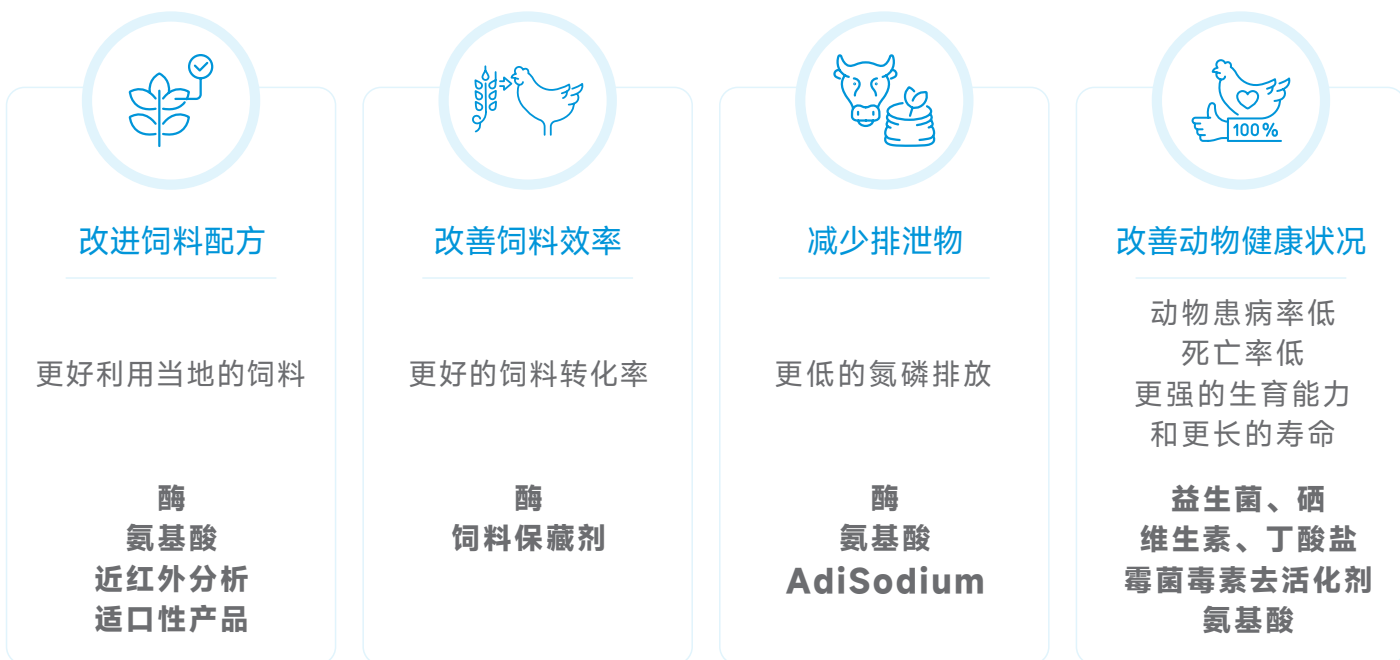 改进饲料配方
更好利用当地的饲料
酶
氨基酸
近红外分析
适口性产品
改善饲料效率
更好的饲料转化率
酶
饲料保藏剂
减少排泄物
更低的氮磷排放
酶
氨基酸
AdiSodium
100%
改善动物健康状况
动物患病率低
死亡率低
更强的生育能力
和更长的寿命
益生菌、硒
维生素、丁酸盐
霉菌毒素去活化剂
氨基酸